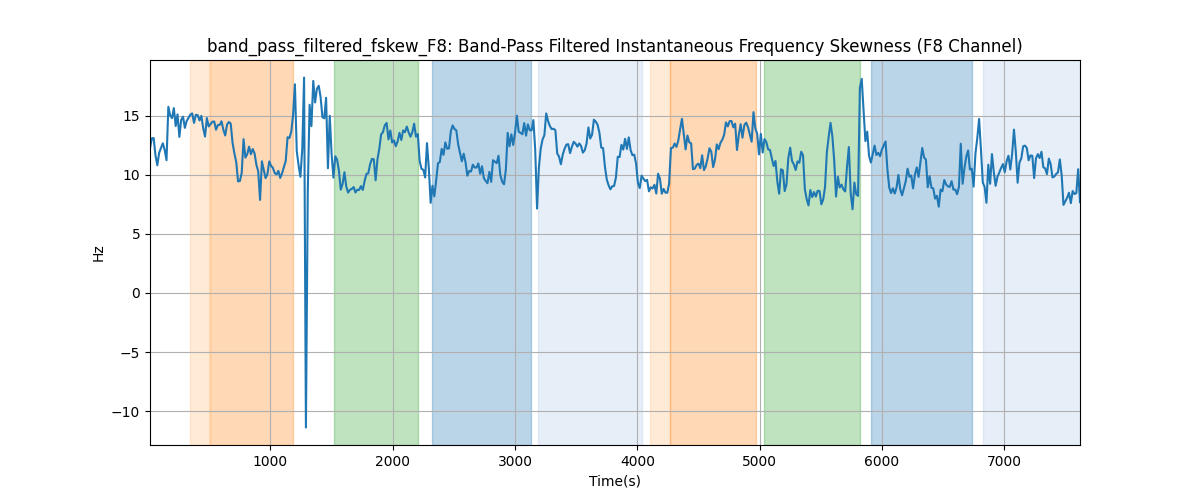 band_pass_filtered_fskew_F8: Band-Pass Filtered Instantaneous Frequency Skewness (F8 Channel)
Hz
15
10
5
0
−5
−10
1000 2000 3000 4000 5000 6000 7000
Time(s)